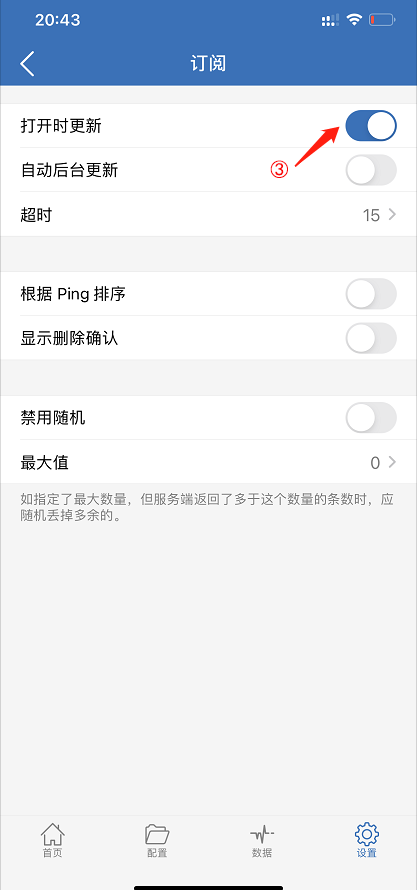 20:43
订阅
打开时更新
③
自动后台更新
超时 15
根据 Ping 排序
显示删除确认
禁用随机
最大值 0
如指定了最大数量，但服务端返回了多于这个数量的条数时，应
随机丢掉多余的。
首页 配置 数据 设置